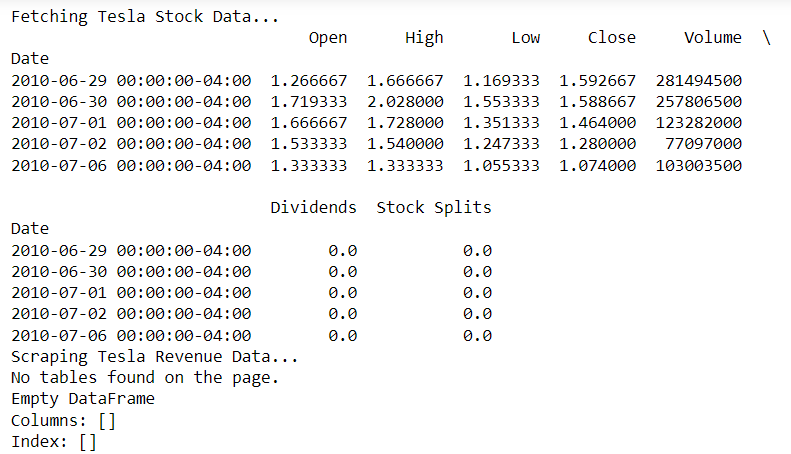 Fetching Tesla Stock Data...
Open High Low Close Volume \
Date
2010-06-29 00:00:00-04:00 1.266667 1.666667 1.169333 1.592667 281494500
2010-06-30 00:00:00-04:00 1.719333 2.028000 1.553333 1.588667 257806500
2010-07-01 00:00:00-04:00 1.666667 1.728000 1.351333 1.464000 123282000
2010-07-02 00:00:00-04:00 1.533333 1.540000 1.247333 1.280000 77097000
2010-07-06 00:00:00-04:00 1.333333 1.333333 1.055333 1.074000 103003500
Dividends Stock Splits
Date
2010-06-29 00:00:00-04:00 0.0 0.0
2010-06-30 00:00:00-04:00 0.0 0.0
2010-07-01 00:00:00-04:00 0.0 0.0
2010-07-02 00:00:00-04:00 0.0 0.0
2010-07-06 00:00:00-04:00 0.0 0.0
Scraping Tesla Revenue Data...
No tables found on the page.
Empty DataFrame
Columns: []
Index: []